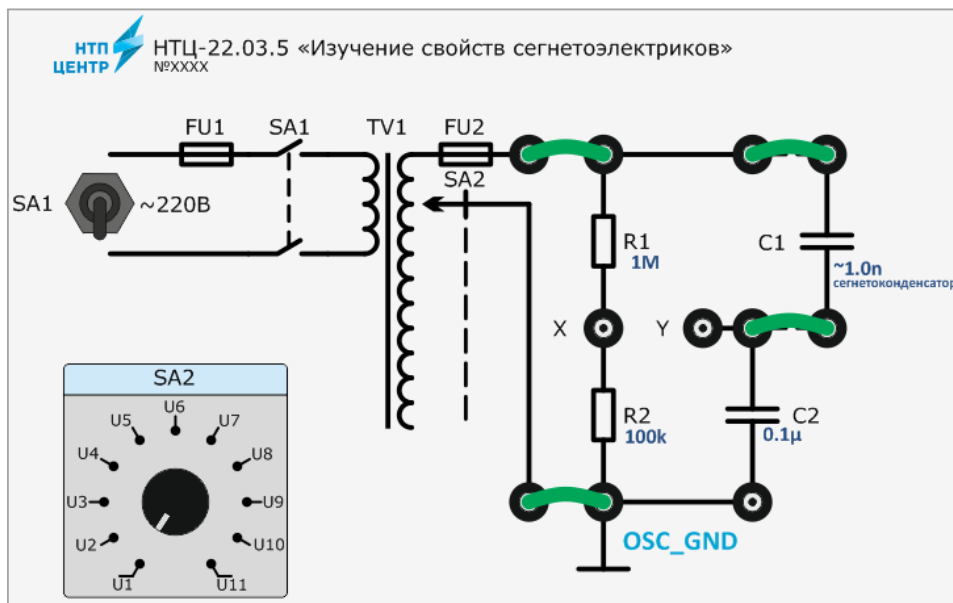 НТП ЦЕНТР
НТЦ-22.03.5 «Изучение свойств сегнетоэлектриков»
№XXXX
FU1 SA1 TV1 FU2
SA2
SA1 ~220В
R1
1M
C1
~1.0n
сегнетоконденсатор
X Y
R2
100k
C2
0.1µ
OSC_GND
SA2
U6
U5 U7
U4 U8
U3 U9
U2 U10
U1 U11